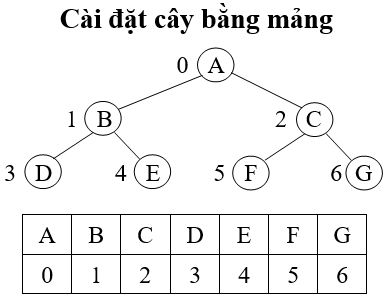 Cài đặt cây bằng mảng
0 A
1 B 2 C
3 D 4 E 5 F 6 G
A B C D E F G
0 1 2 3 4 5 6